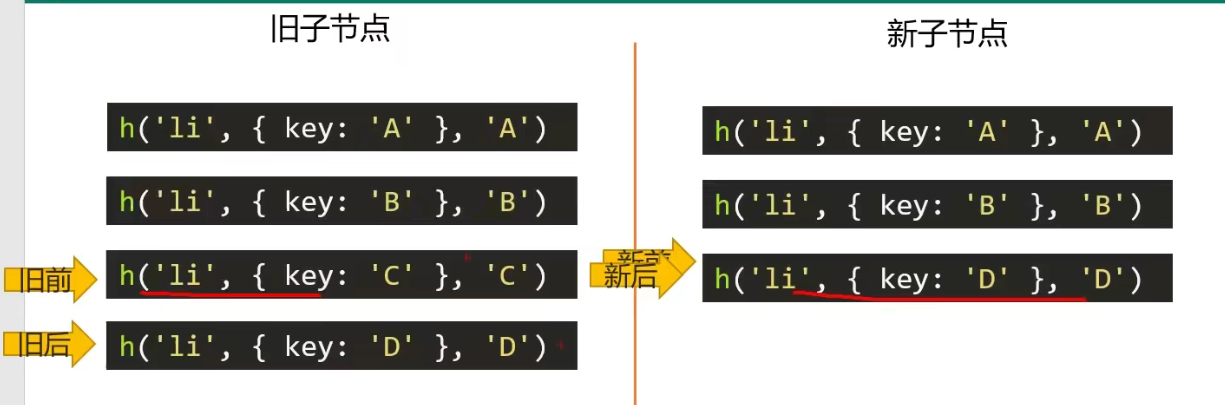 旧子节点
新子节点
h('li', { key: 'A' }, 'A')
h('li', { key: 'B' }, 'B')
旧前
h('li', { key: 'C' }, 'C')
旧后
h('li', { key: 'D' }, 'D')
h('li', { key: 'A' }, 'A')
h('li', { key: 'B' }, 'B')
新前
新后
h('li', { key: 'D' }, 'D')